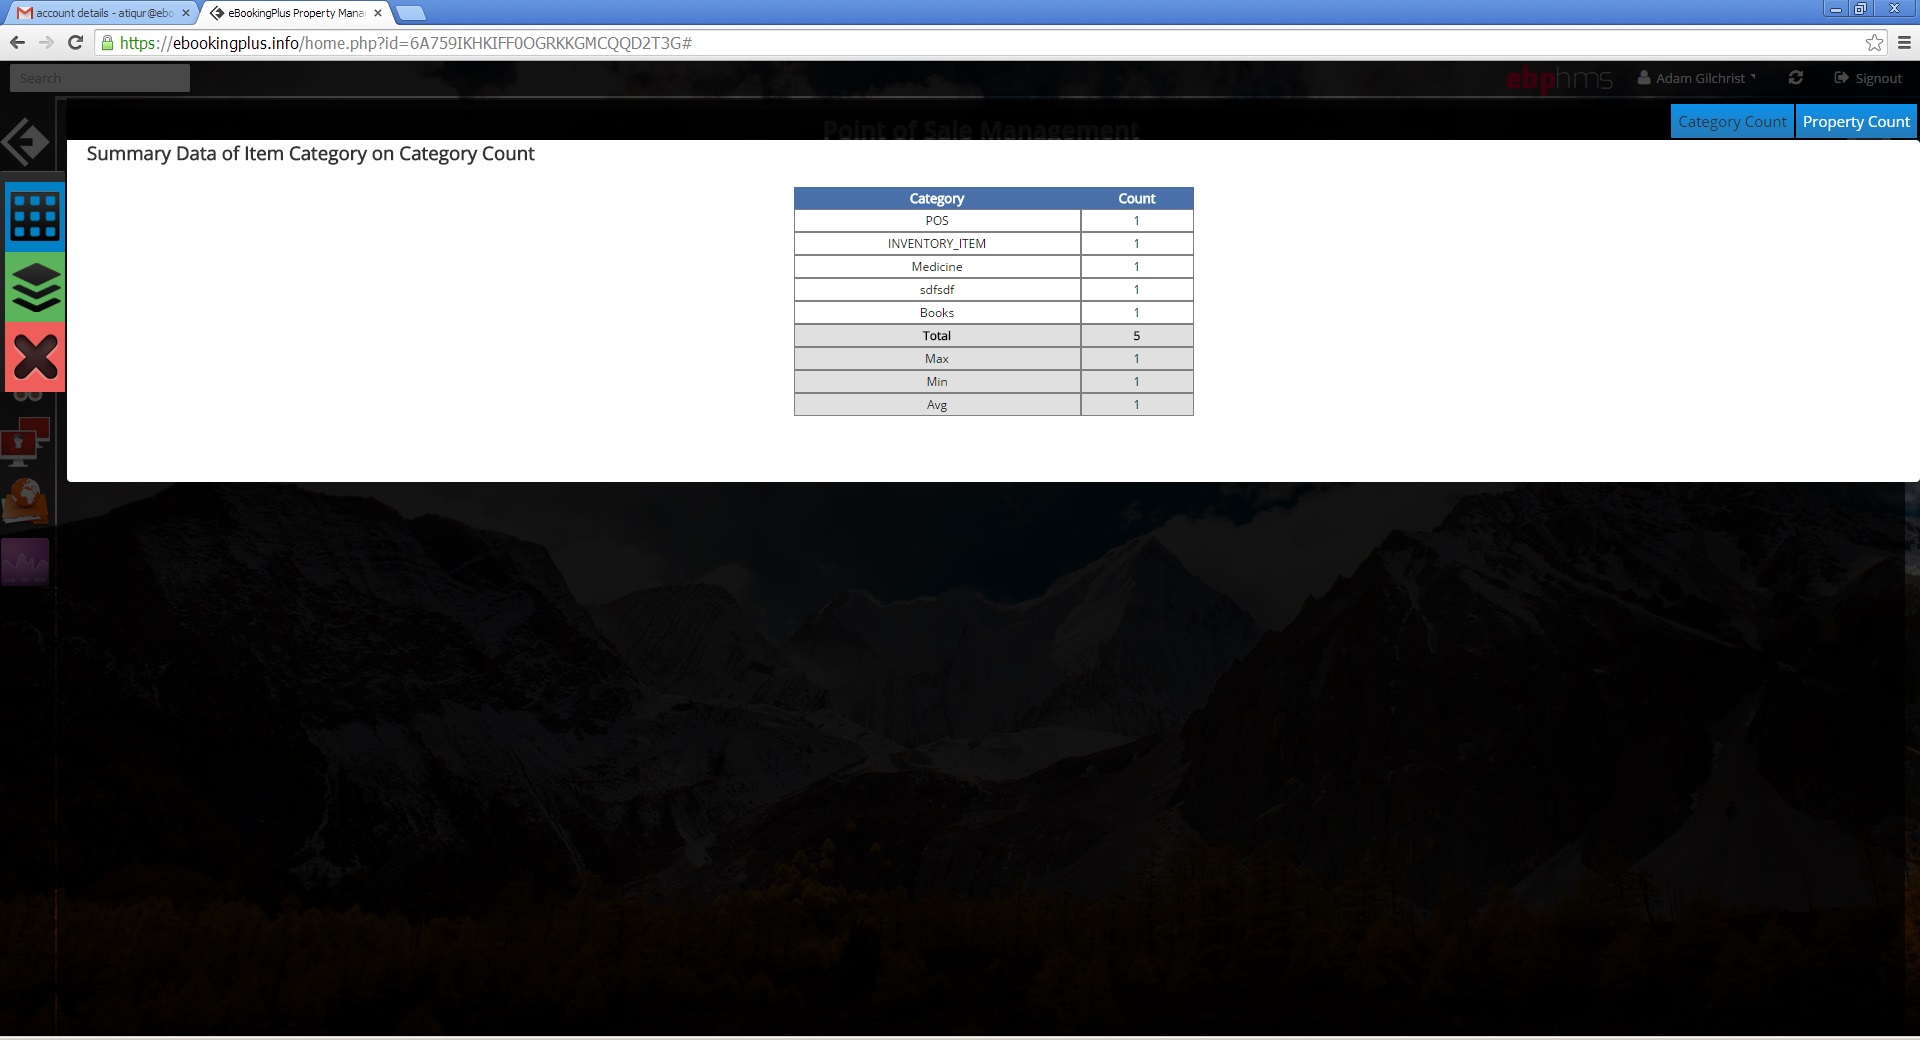 account details - atiqur@ebo
eBookingPlus Property Mana
https://ebookingplus.info/home.php?id=6A759IKHKIFF0OGRKKGMCQQD2T3G#
Search
ebphms
Adam Gilchrist
Signout
Point of Sale Management
Category Count
Property Count
Summary Data of Item Category on Category Count
Category Count
POS 1
INVENTORY_ITEM 1
Medicine 1
sdfsdf 1
Books 1
Total 5
Max 1
Min 1
Avg 1